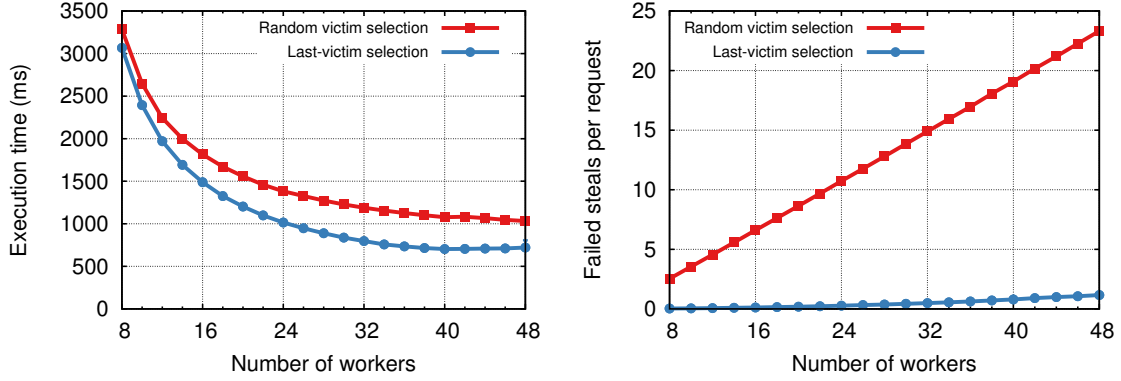 Execution time (ms)
3500
3000
2500
2000
1500
1000
500
0
Random victim selection
Last-victim selection
8 16 24 32 40 48
Number of workers
Failed steals per request
25
20
15
10
5
0
Random victim selection
Last-victim selection
8 16 24 32 40 48
Number of workers